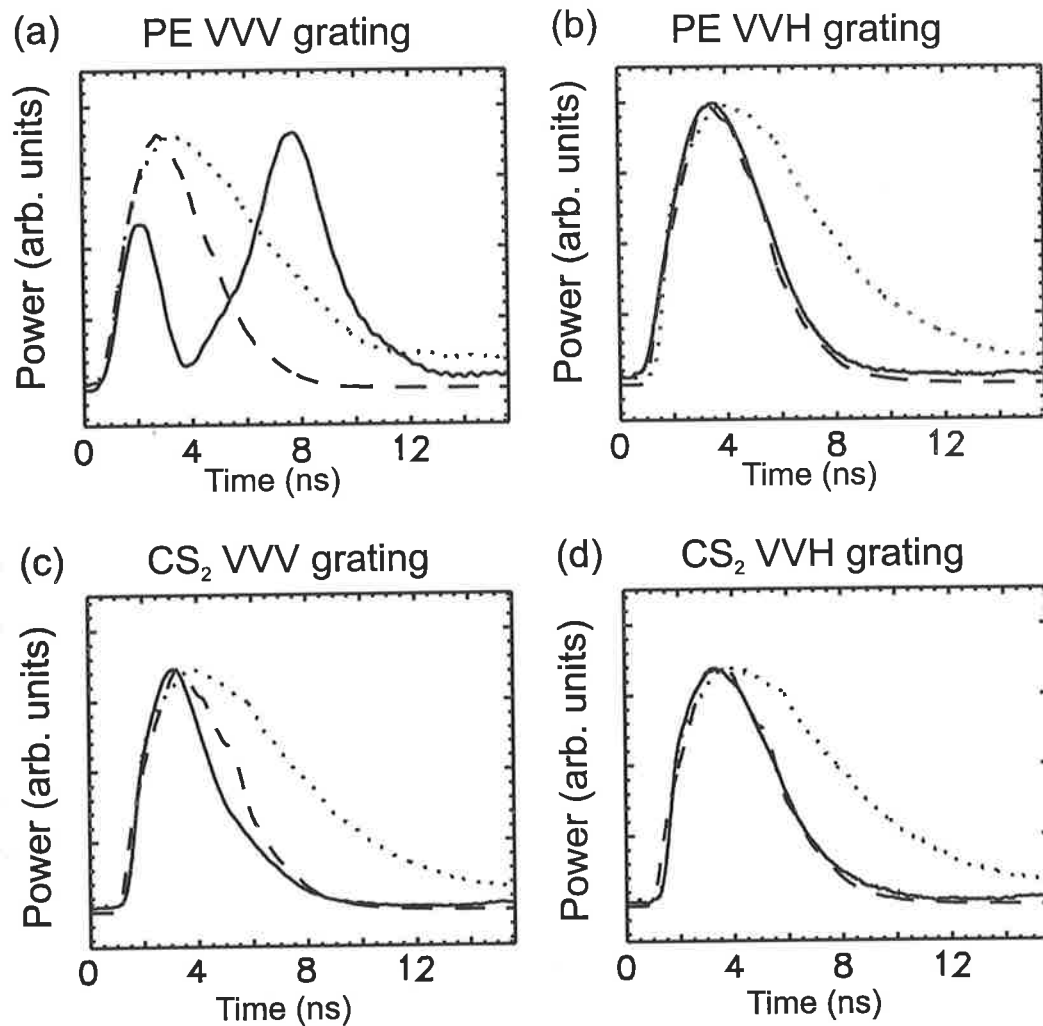 (a) PE VVV grating
Power (arb. units)
0 4 8 12
Time (ns)
(b) PE VVH grating
Power (arb. units)
0 4 8 12
Time (ns)
(c) CS₂ VVV grating
Power (arb. units)
0 4 8 12
Time (ns)
(d) CS₂ VVH grating
Power (arb. units)
0 4 8 12
Time (ns)